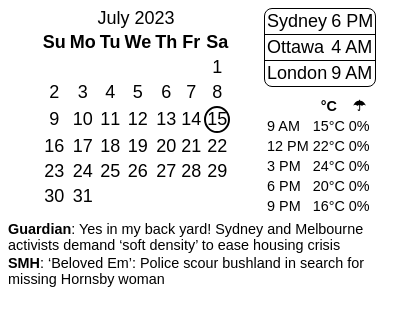 July 2023
Su Mo Tu We Th Fr Sa
1
2 3 4 5 6 7 8
9 10 11 12 13 14 15
16 17 18 19 20 21 22
23 24 25 26 27 28 29
30 31
Sydney 6 PM
Ottawa 4 AM
London 9 AM
°C ☂
9 AM 15°C 0%
12 PM 22°C 0%
3 PM 24°C 0%
6 PM 20°C 0%
9 PM 16°C 0%
Guardian: Yes in my back yard! Sydney and Melbourne
activists demand ‘soft density’ to ease housing crisis
SMH: ‘Beloved Em’: Police scour bushland in search for
missing Hornsby woman